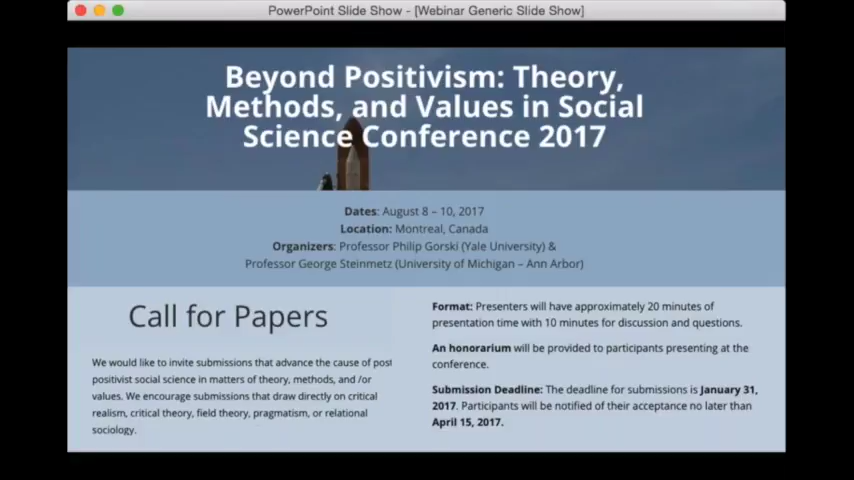 PowerPoint Slide Show - [Webinar Generic Slide Show]
Beyond Positivism: Theory,
Methods, and Values in Social
Science Conference 2017
Dates: August 8 – 10, 2017
Location: Montreal, Canada
Organizers: Professor Philip Gorski (Yale University) &
Professor George Steinmetz (University of Michigan – Ann Arbor)
Call for Papers
We would like to invite submissions that advance the cause of post
positivist social science in matters of theory, methods, and /or
values. We encourage submissions that draw directly on critical
realism, critical theory, field theory, pragmatism, or relational
sociology.
Format: Presenters will have approximately 20 minutes of
presentation time with 10 minutes for discussion and questions.
An honorarium will be provided to participants presenting at the
conference.
Submission Deadline: The deadline for submissions is January 31,
2017. Participants will be notified of their acceptance no later than
April 15, 2017.